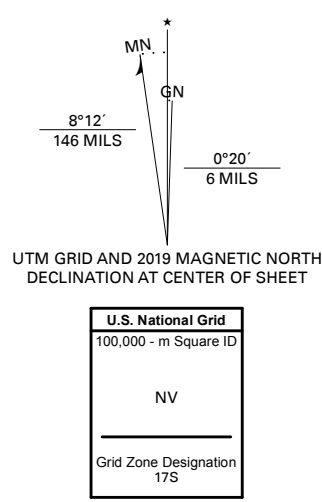 MN
GN
8°12´
146 MILS
0°20´
6 MILS
UTM GRID AND 2019 MAGNETIC NORTH
DECLINATION AT CENTER OF SHEET
U.S. National Grid
100,000 - m Square ID
NV
Grid Zone Designation
17S